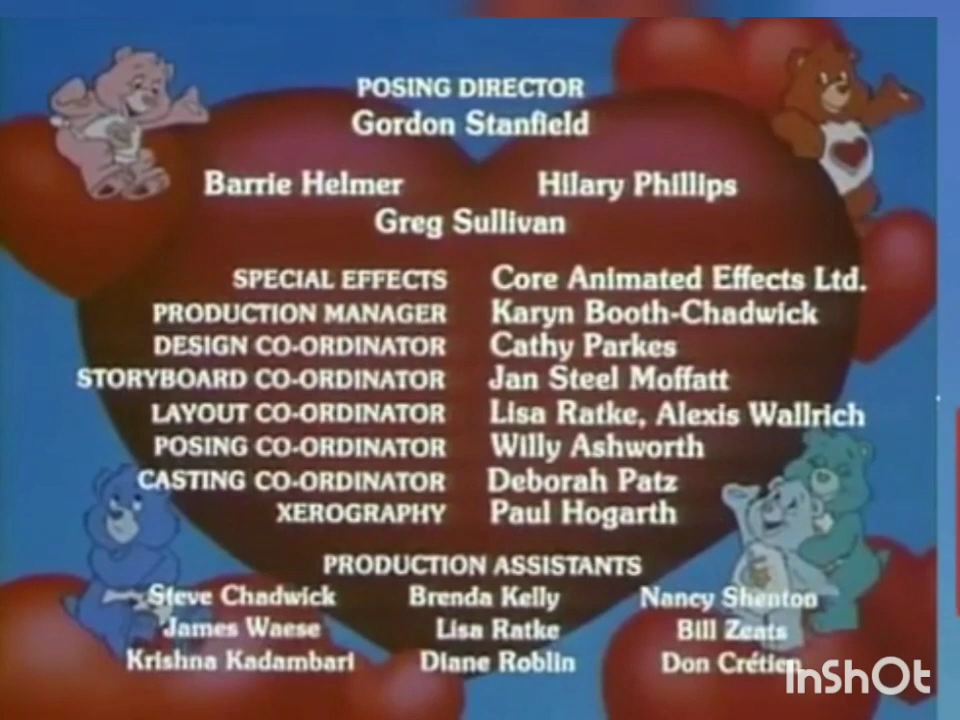 POSING DIRECTOR
Gordon Stanfield
Barrie Helmer Hilary Phillips
Greg Sullivan
SPECIAL EFFECTS Core Animated Effects Ltd.
PRODUCTION MANAGER Karyn Booth-Chadwick
DESIGN CO-ORDINATOR Cathy Parkes
STORYBOARD CO-ORDINATOR Jan Steel Moffatt
LAYOUT CO-ORDINATOR Lisa Ratke, Alexis Wallrich
POSING CO-ORDINATOR Willy Ashworth
CASTING CO-ORDINATOR Deborah Patz
XEROGRAPHY Paul Hogarth
PRODUCTION ASSISTANTS
Steve Chadwick Brenda Kelly Nancy Shenton
James Waese Lisa Ratke Bill Zeats
Krishna Kadambari Diane Roblin Don
InShOt